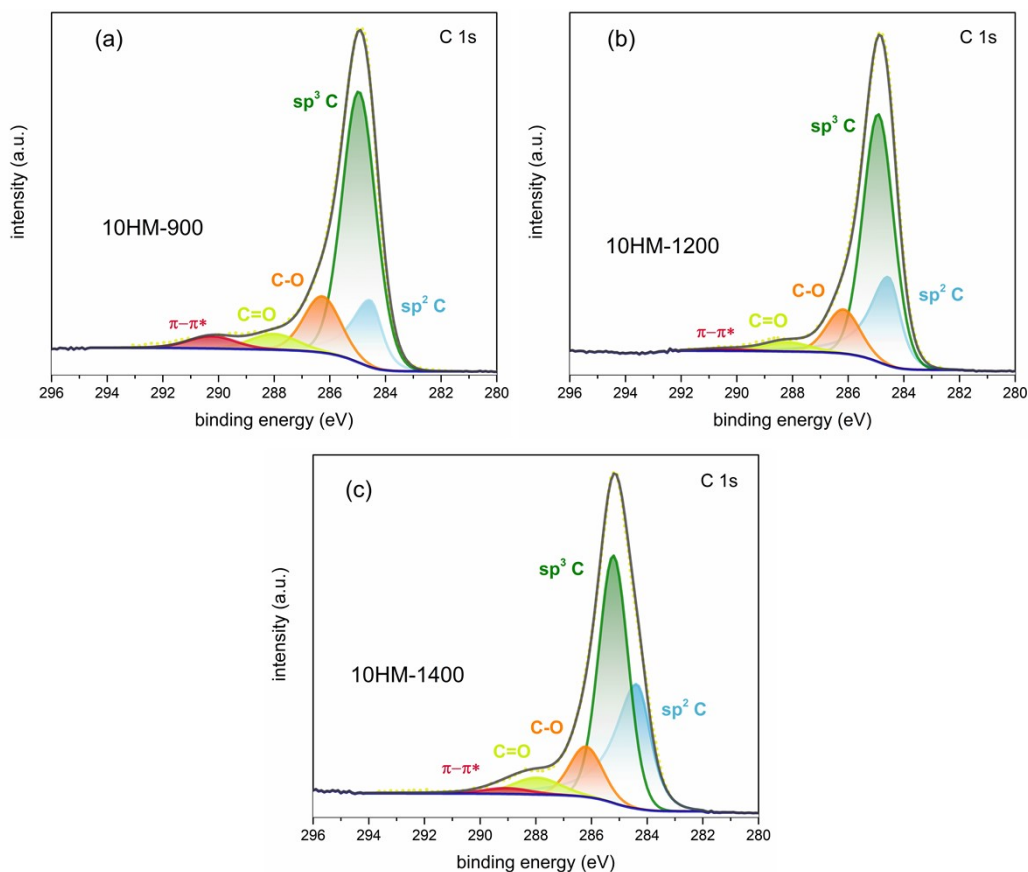 (a)
C 1s
sp³ C
10HM-900
C-O
C=O
sp² C
π−π*
intensity (a.u.)
296 294 292 290 288 286 284 282 280
binding energy (eV)
(b)
C 1s
sp³ C
10HM-1200
C-O
C=O
sp² C
π−π*
intensity (a.u.)
296 294 292 290 288 286 284 282 280
binding energy (eV)
(c)
C 1s
sp³ C
10HM-1400
sp² C
C-O
C=O
π−π*
intensity (a.u.)
296 294 292 290 288 286 284 282 280
binding energy (eV)